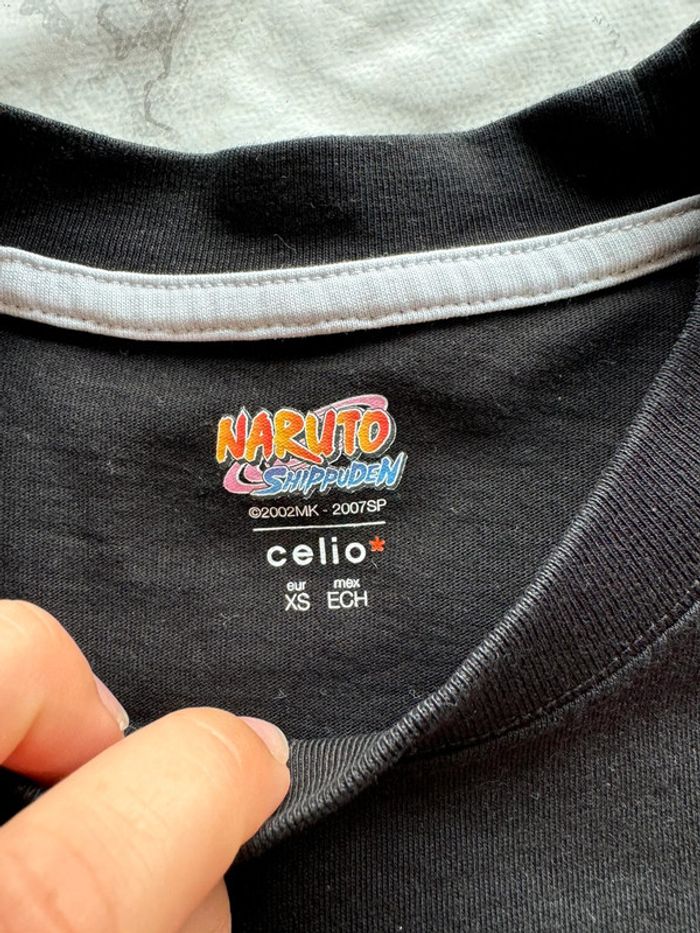 NARUTO
SHIPPUDEN
©2002MK - 2007SP
celio*
eur mex
XS ECH